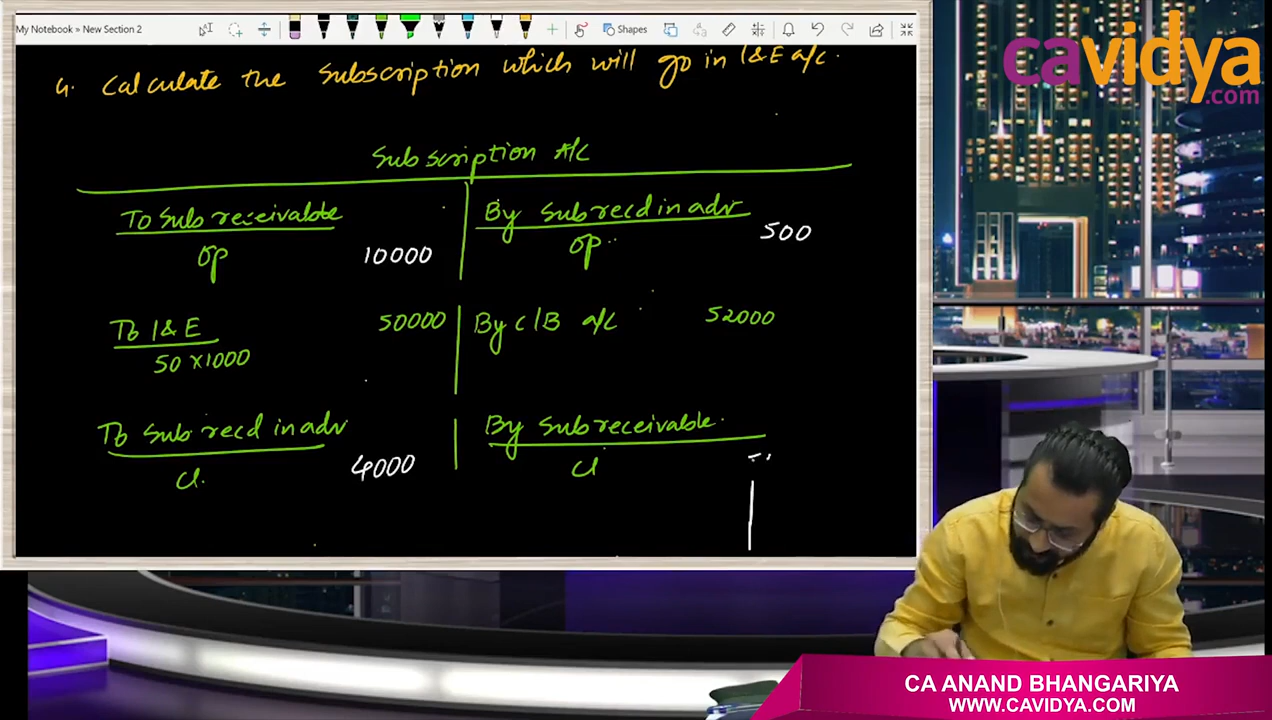 My Notebook » New Section 2
Shapes
cavidya
.com
4. Calculate the Subscription which will go in I & E a/c.
Subscription A/c
To Sub receivable
op
10000
By Sub recd in adv
op
500
To I & E
50 x 1000
50000
By c/B a/c
52000
To Sub recd in adv
cl.
4000
By Sub receivable
cl
CA ANAND BHANGARIYA
WWW.CAVIDYA.COM